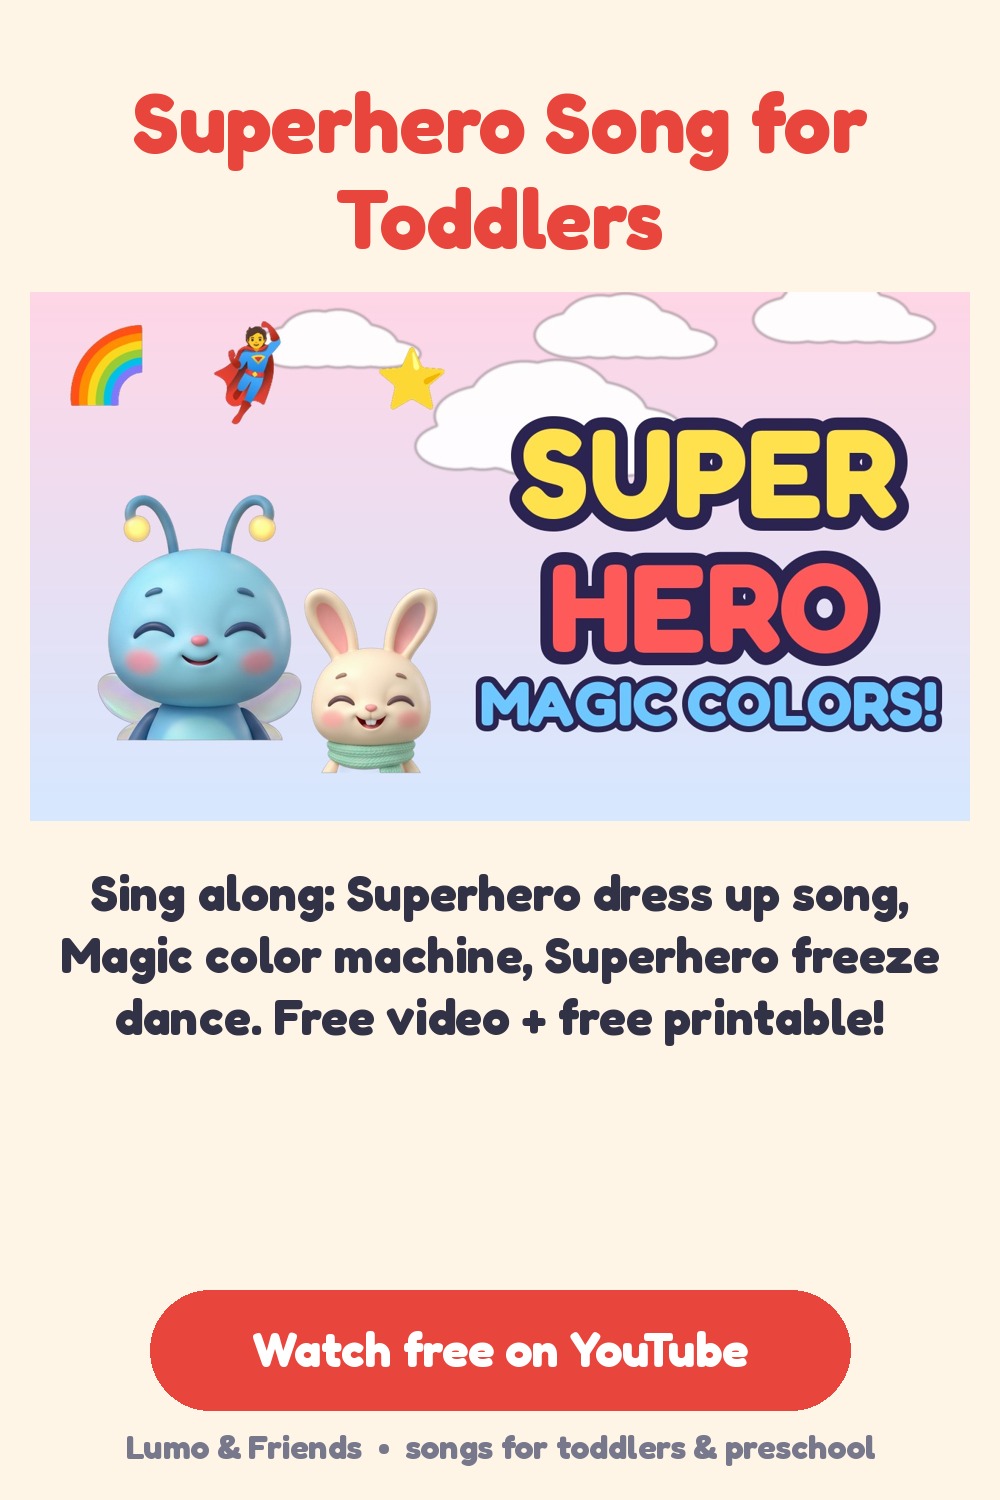 Superhero Song for
Toddlers
SUPER
HERO
MAGIC COLORS!
Sing along: Superhero dress up song,
Magic color machine, Superhero freeze
dance. Free video + free printable!
Watch free on YouTube
Lumo & Friends • songs for toddlers & preschool